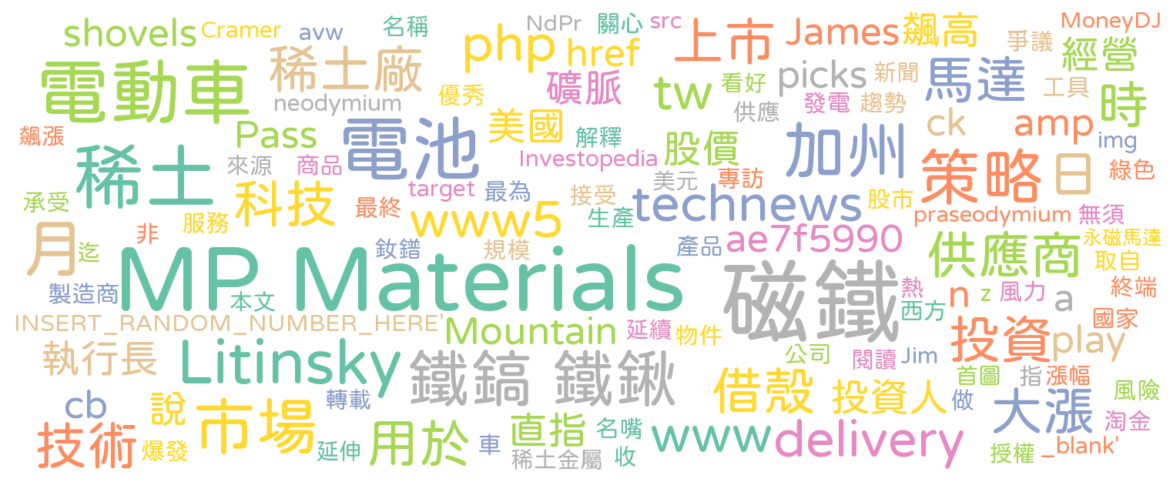 shovels Cramer avw 名稱 NdPr 關心 src 上市 James 飆高 MoneyDJ
電動車 稀土廠 php href 爭議 經營
neodymium 優秀 礦脈 tw 看好 picks 新聞 馬達 工具 時
飆漲 Pass 美國 解釋 供應 發電 趨勢 ck amp img
稀土 來源 商品 電池 Investopedia 股價 加州 策略 日 綠色
承受 科技 target 最為 接受 美元 專訪 股市
服務 最終 www5 生產 technews praseodymium 無須
月 迄 非 釹鐠 規模 產品 ae7f5990 供應商 永磁馬達 取自
製造商 MP Materials 本文 磁鐵 熱 西方 n z 風力 a 終端
INSERT_RANDOM_NUMBER_HERE' Mountain 延續 物件 投資 play 國家
執行長 Litinsky 鐵鎬 鐵鍬 公司 閱讀 Jim 首圖 指 漲幅
cb 說 市場 轉載 借殼 投資人 做 大漲 風險 淘金
技術 爆發 延伸 用於 車 直指 名嘴 www delivery 授權 _blank'
稀土金屬 收